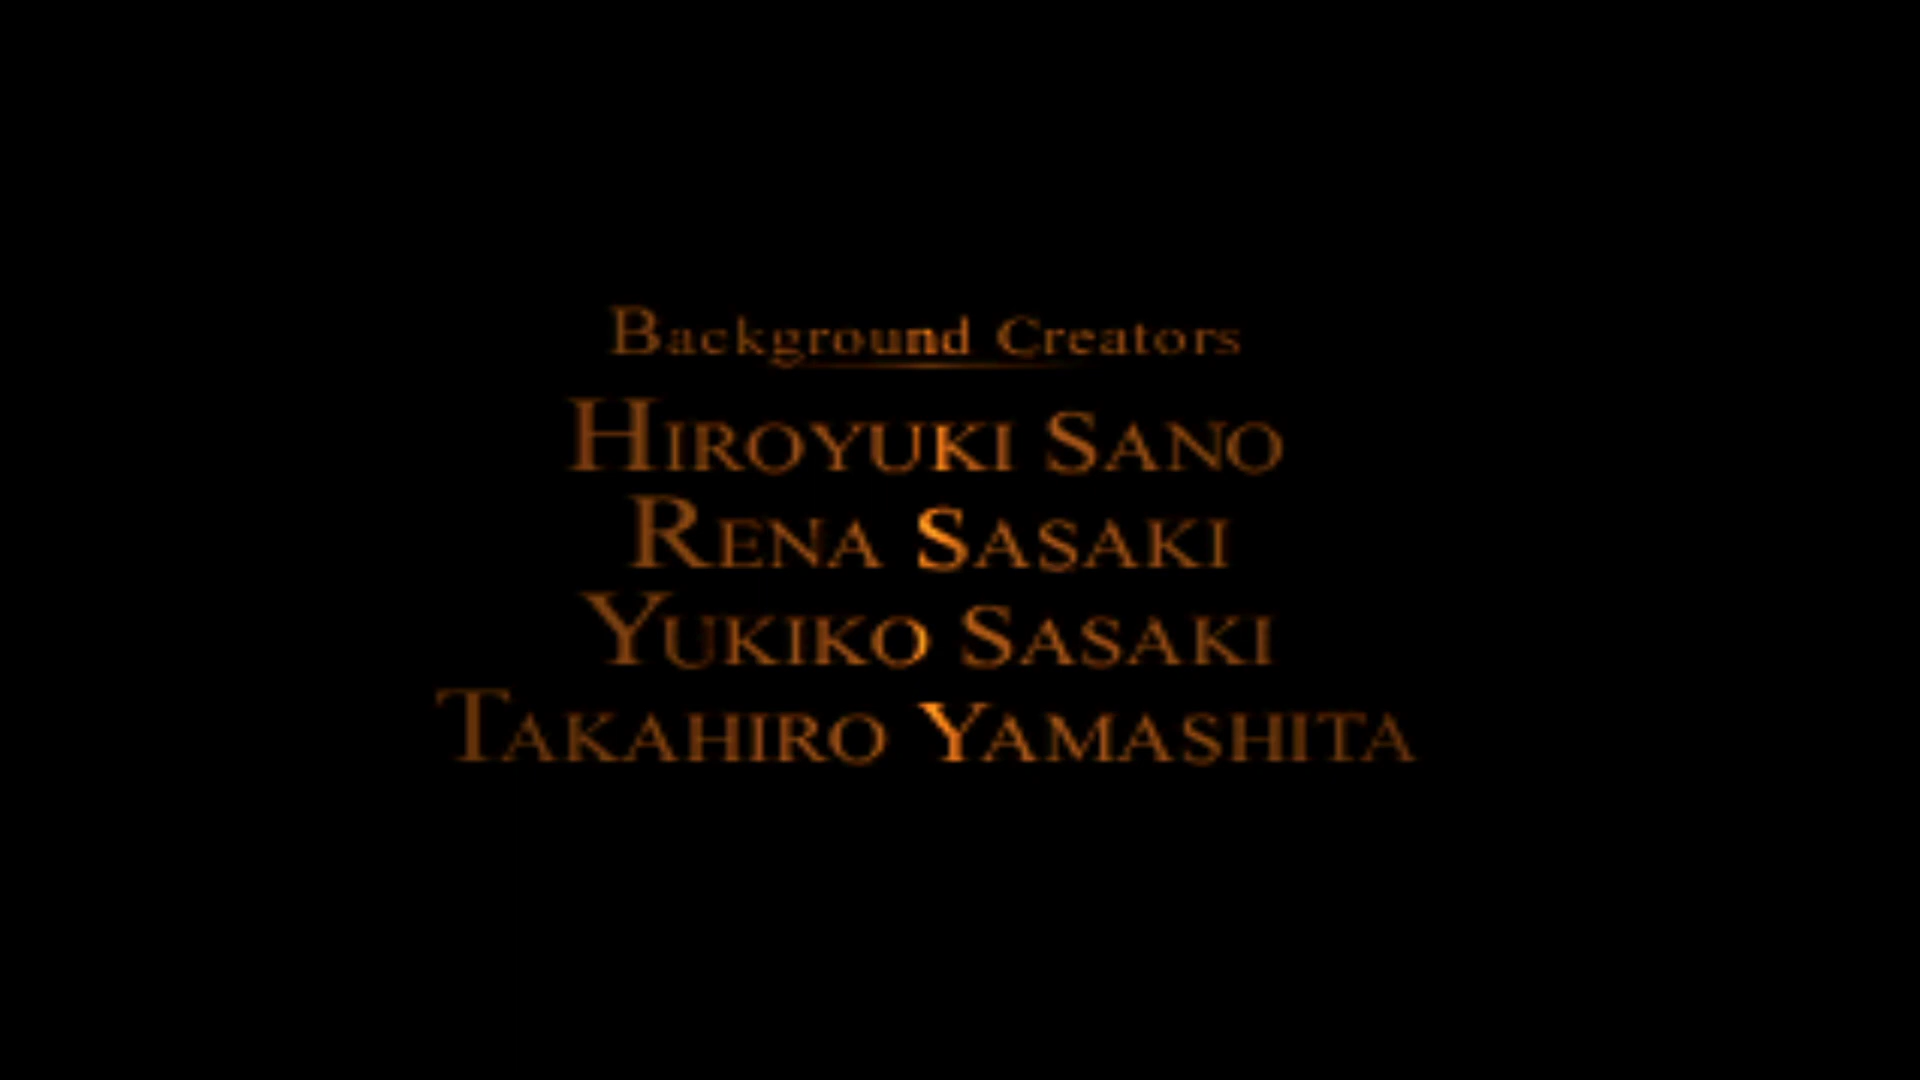 Background Creators
HIROYUKI SANO
RENA SASAKI
YUKIKO SASAKI
TAKAHIRO YAMASHITA